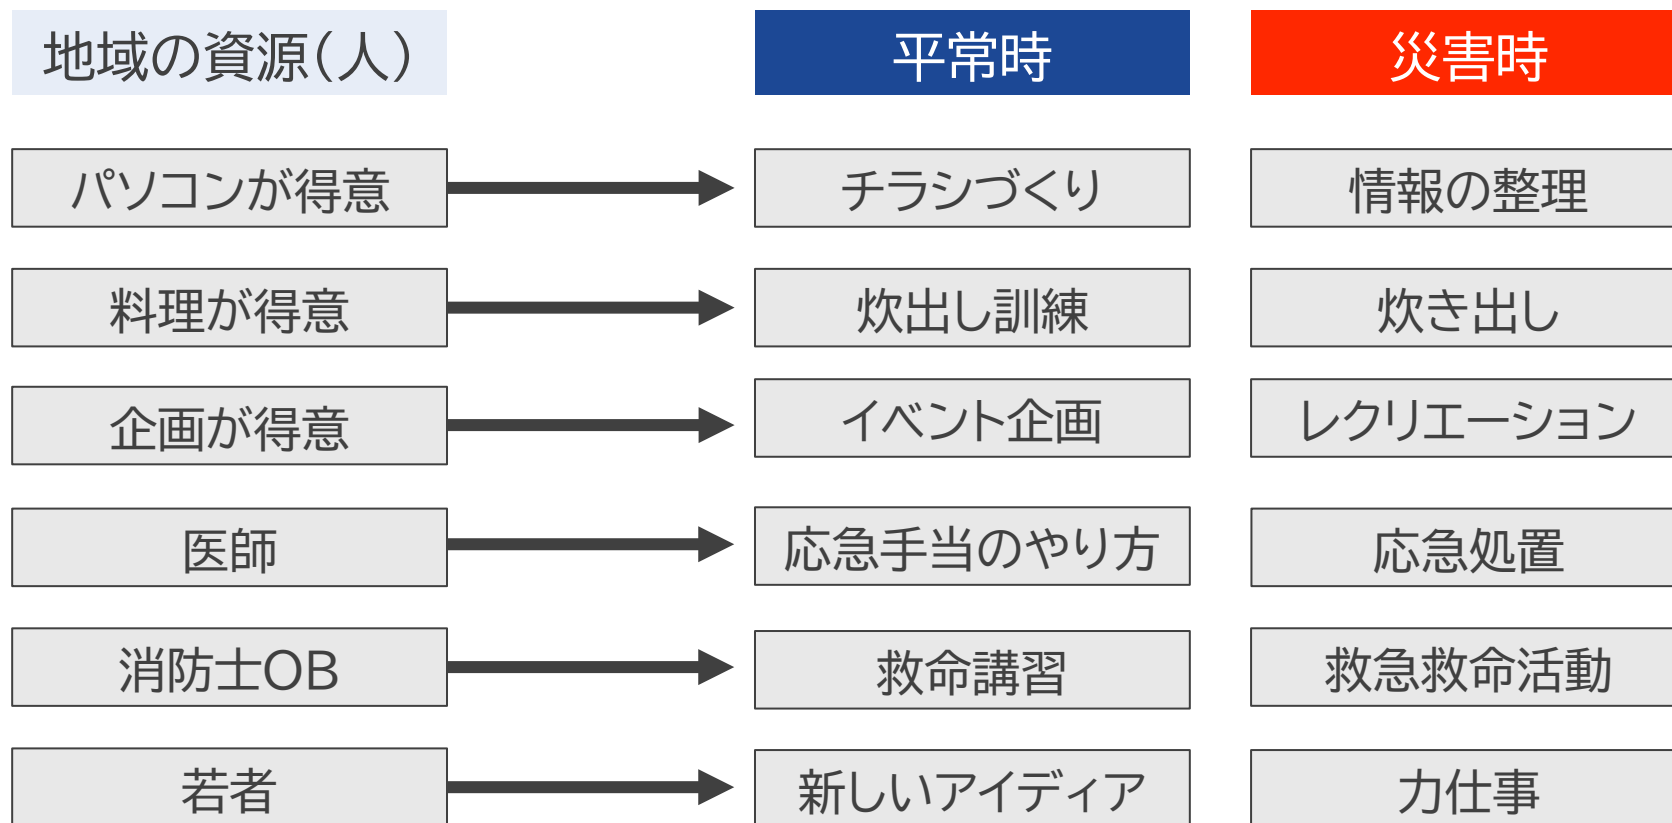 地域の資源(人)
平常時
災害時
パソコンが得意
チラシづくり
情報の整理
料理が得意
炊出し訓練
炊き出し
企画が得意
イベント企画
レクリエーション
医師
応急手当のやり方
応急処置
消防士OB
救命講習
救急救命活動
若者
新しいアイディア
力仕事